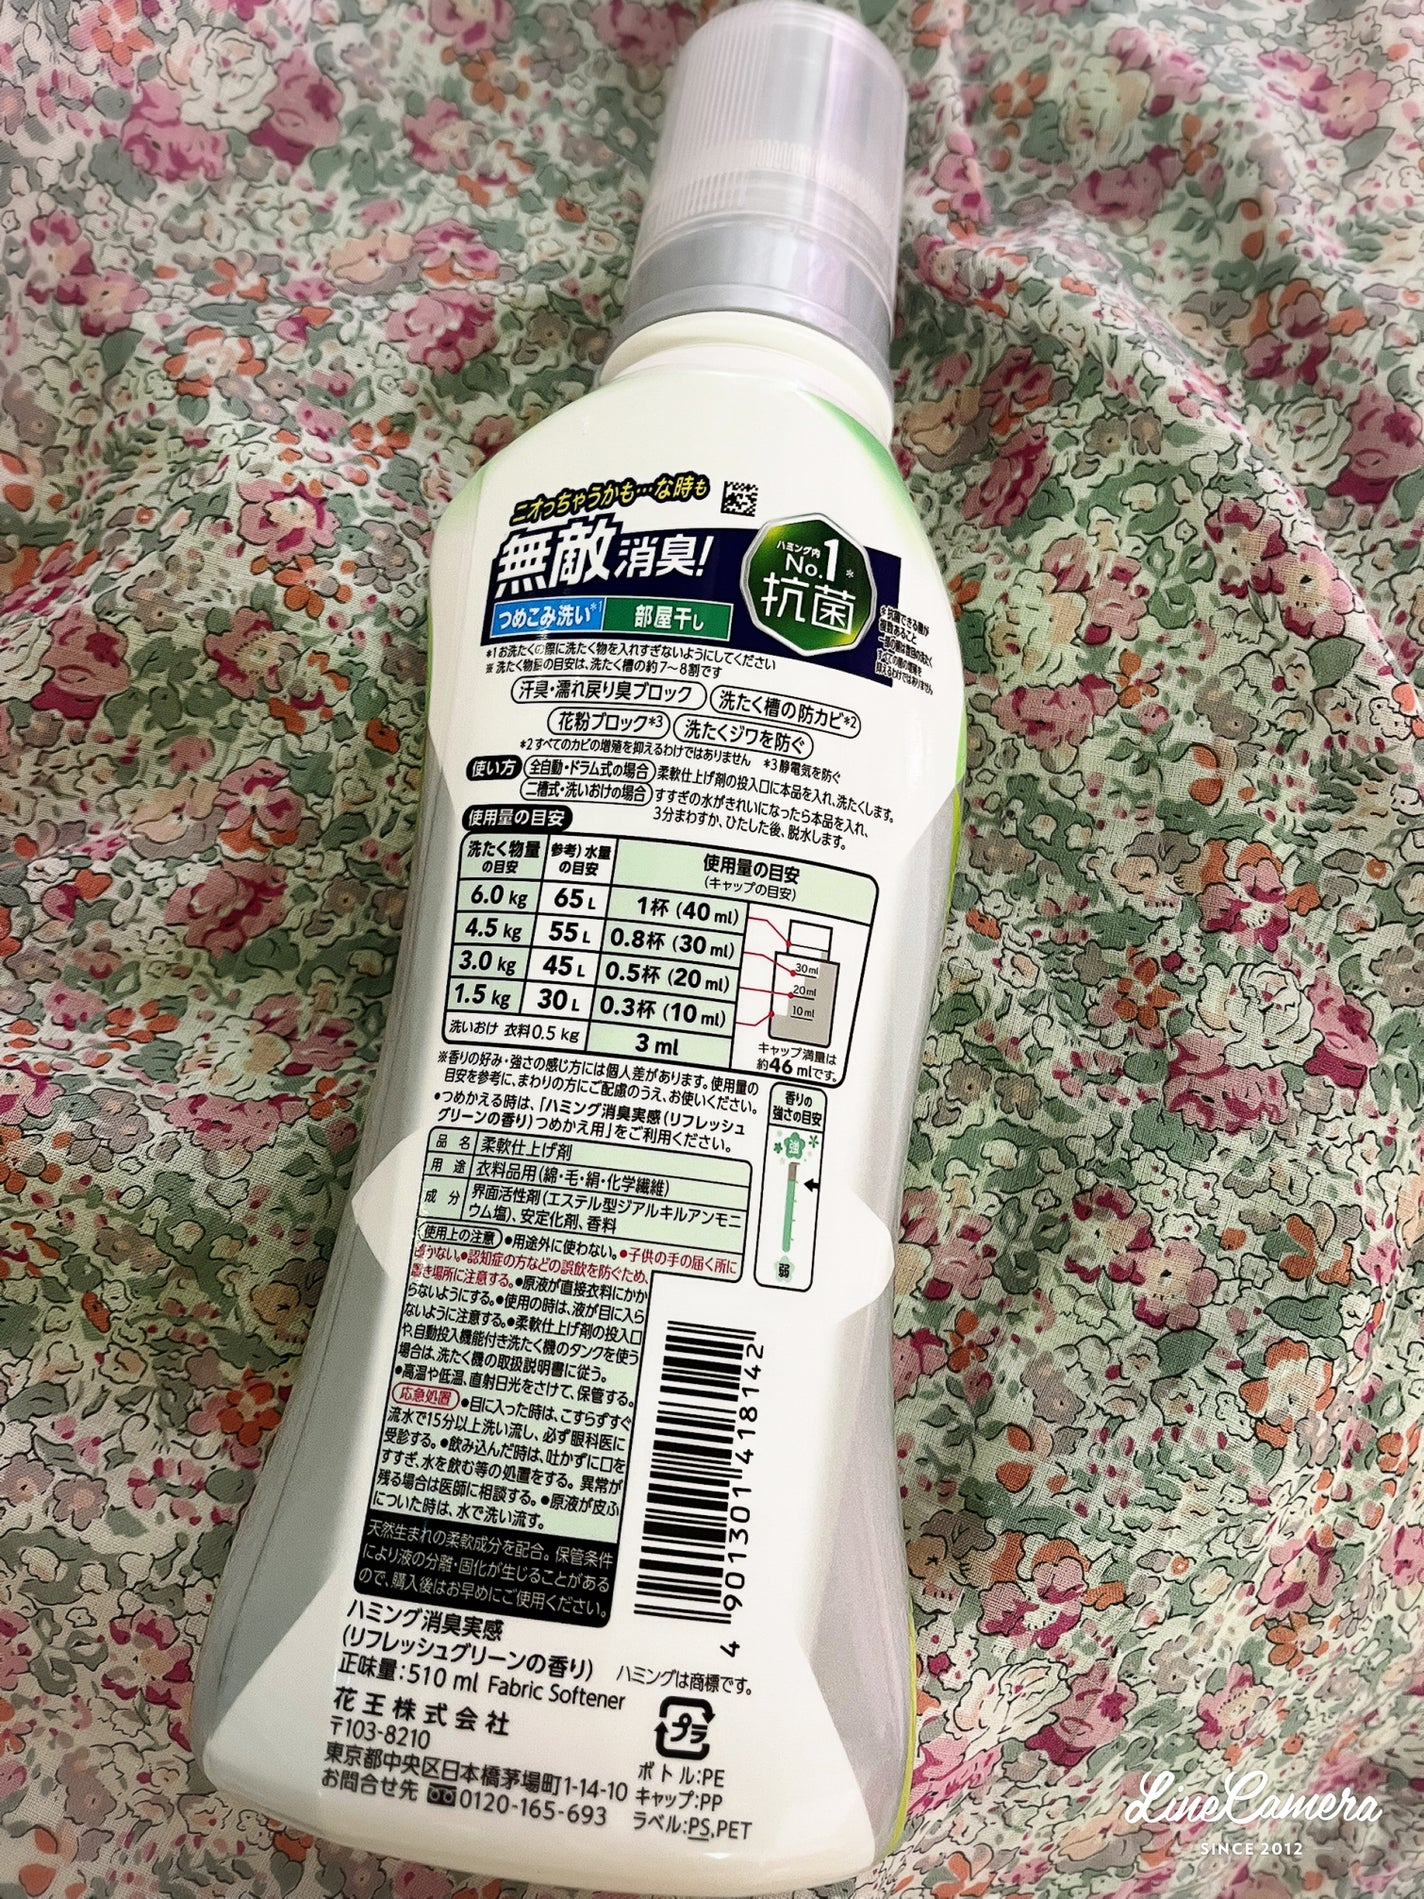 ニオっちゃうかも…な時も
無敵消臭!
ハミング内
No.1*
抗菌
つめこみ洗い*1 部屋干し
*1 お洗たくの際に洗たく物を入れすぎないようにしてください
※ 洗たく物量の目安は、洗たく槽の約7~8割です
汗臭・濡れ戻り臭ブロック 洗たく槽の防カビ*2
花粉ブロック*3 洗たくジワを防ぐ
*2 すべてのカビの増殖を抑えるわけではありません *3 静電気を防ぐ
使い方 全自動・ドラム式の場合 柔軟仕上げ剤の投入口に本品を入れ、洗たくします。
二槽式・洗いおけの場合 すすぎの水がきれいになったら本品を入れ、
3分まわすか、ひたした後、脱水します。
使用量の目安
洗たく物量の目安 参考)水量の目安 使用量の目安(キャップの目安)
6.0 kg 65 L 1杯 (40 ml)
4.5 kg 55 L 0.8杯 (30 ml)
3.0 kg 45 L 0.5杯 (20 ml)
1.5 kg 30 L 0.3杯 (10 ml)
洗いおけ 衣料0.5 kg 3 ml
30ml
20ml
10ml
キャップ満量は
約46 mlです。
※香りの好み・強さの感じ方には個人差があります。使用量の
目安を参考に、まわりの方にご配慮のうえ、お使いください。
●つめかえる時は、「ハミング消臭実感(リフレッシュ
グリーンの香り)つめかえ用」をご利用ください。
香りの
強さの目安
強
弱
品名 柔軟仕上げ剤
用途 衣料品用(綿・毛・絹・化学繊維)
成分 界面活性剤(エステル型ジアルキルアンモニ
ウム塩)、安定化剤、香料
使用上の注意 ●用途外に使わない。●子供の手の届く所に
置かない。●認知症の方などの誤飲を防ぐため、
置き場所に注意する。●原液が直接衣料にかか
らないようにする。●使用の時は、液が目に入ら
ないように注意する。●柔軟仕上げ剤の投入口
や、自動投入機能付き洗たく機のタンクを使う
場合は、洗たく機の取扱説明書に従う。
●高温や低温、直射日光をさけて、保管する。
応急処置 ●目に入った時は、こすらずすぐ
流水で15分以上洗い流し、必ず眼科医に
受診する。●飲み込んだ時は、吐かずに口を
すすぎ、水を飲む等の処置をする。異常が
残る場合は医師に相談する。●原液が皮ふ
についた時は、水で洗い流す。
天然生まれの柔軟成分を配合。保管条件
により液の分離・固化が生じることがある
ので、購入後はお早めにご使用ください。
4 901301 418142
ハミング消臭実感
(リフレッシュグリーンの香り)
正味量:510 ml Fabric Softener
ハミングは商標です。
花王株式会社
〒103-8210
東京都中央区日本橋茅場町1-14-10
お問合せ先 0120-165-693
プラ
ボトル:PE
キャップ:PP
ラベル:PS,PET
LineCamera
SINCE 2012